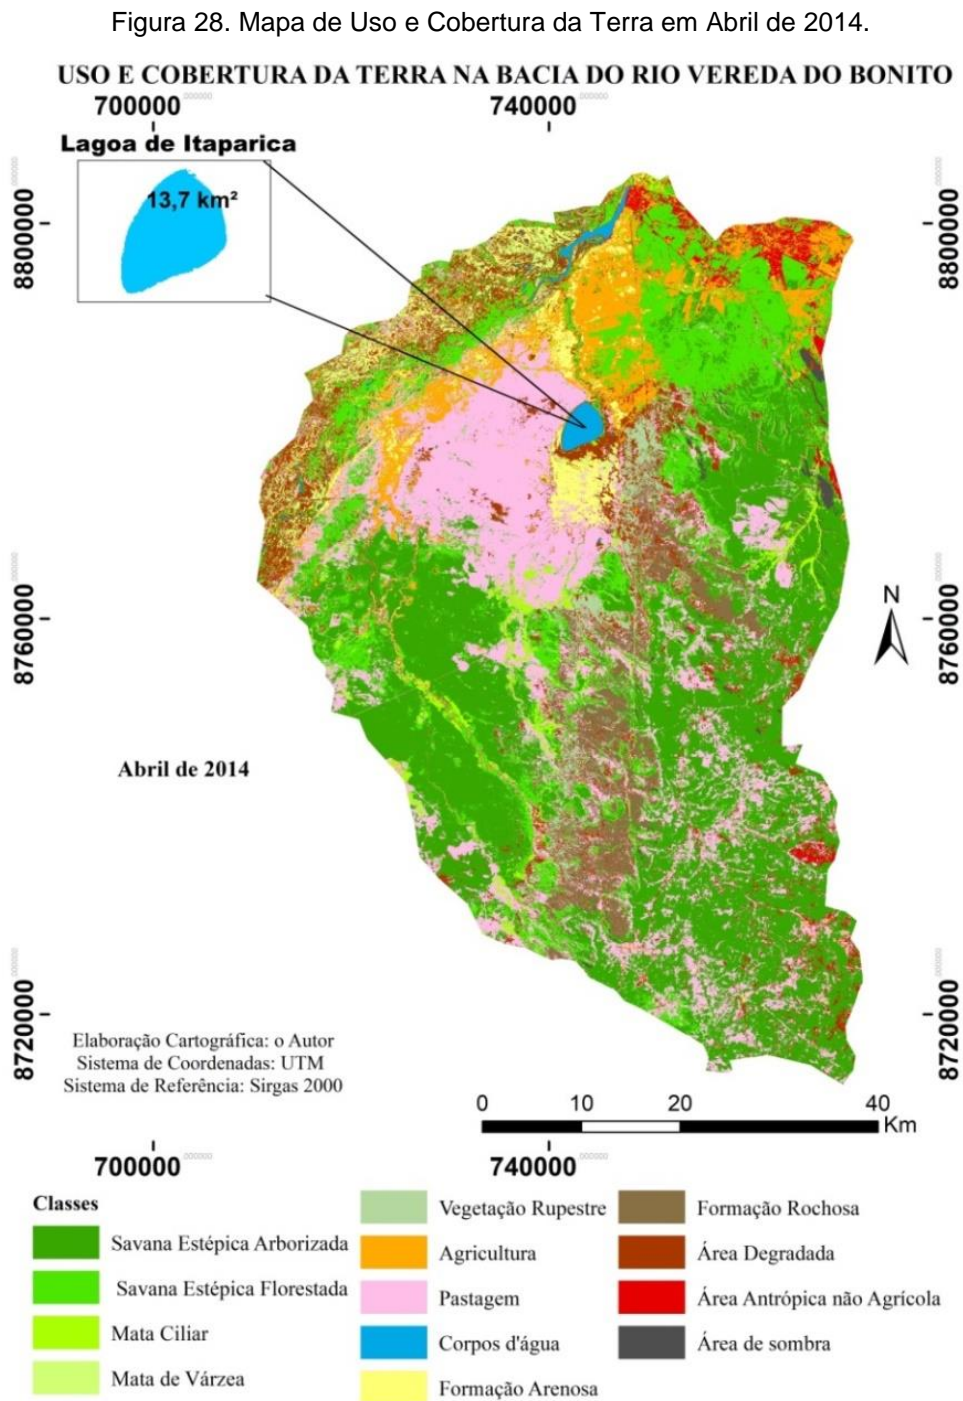 Figura 28. Mapa de Uso e Cobertura da Terra em Abril de 2014.
USO E COBERTURA DA TERRA NA BACIA DO RIO VEREDA DO BONITO
700000
740000
Lagoa de Itaparica
13,7 km²
8800000
8800000
8760000
N
8760000
Abril de 2014
8720000
8720000
Elaboração Cartográfica: o Autor
Sistema de Coordenadas: UTM
Sistema de Referência: Sirgas 2000
0 10 20 40
Km
700000
740000
Classes
Savana Estépica Arborizada
Savana Estépica Florestada
Mata Ciliar
Mata de Várzea
Vegetação Rupestre
Agricultura
Pastagem
Corpos d'água
Formação Arenosa
Formação Rochosa
Área Degradada
Área Antrópica não Agrícola
Área de sombra